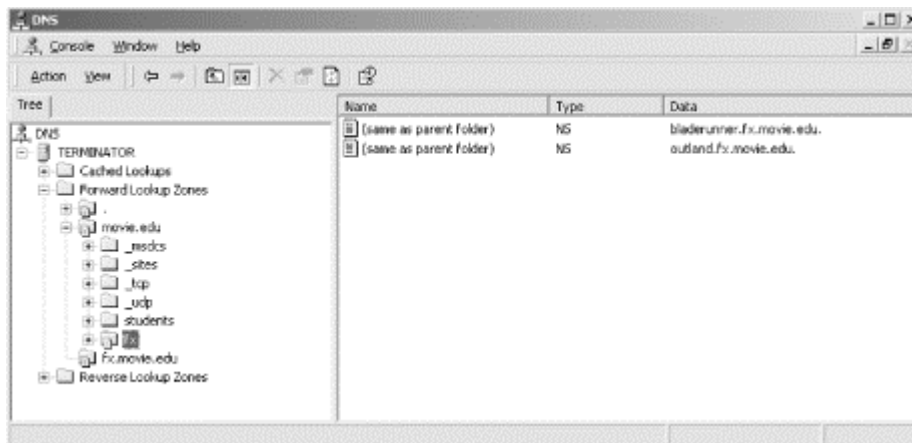 DNS
Console Window Help
Action View
Tree
Name Type Data
DNS
TERMINATOR
Cached Lookups
Forward Lookup Zones
.
movie.edu
_msdcs
_sites
_tcp
_udp
students
fx
fx.movie.edu
Reverse Lookup Zones
(same as parent folder) NS bladerunner.fx.movie.edu.
(same as parent folder) NS outland.fx.movie.edu.